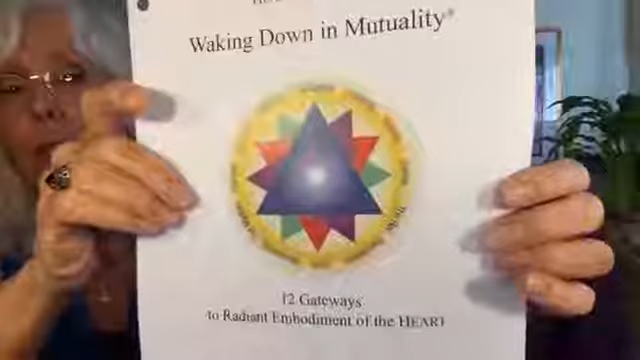 Waking Down in Mutuality®
12 Gateways
to Radiant Embodiment of the HEART